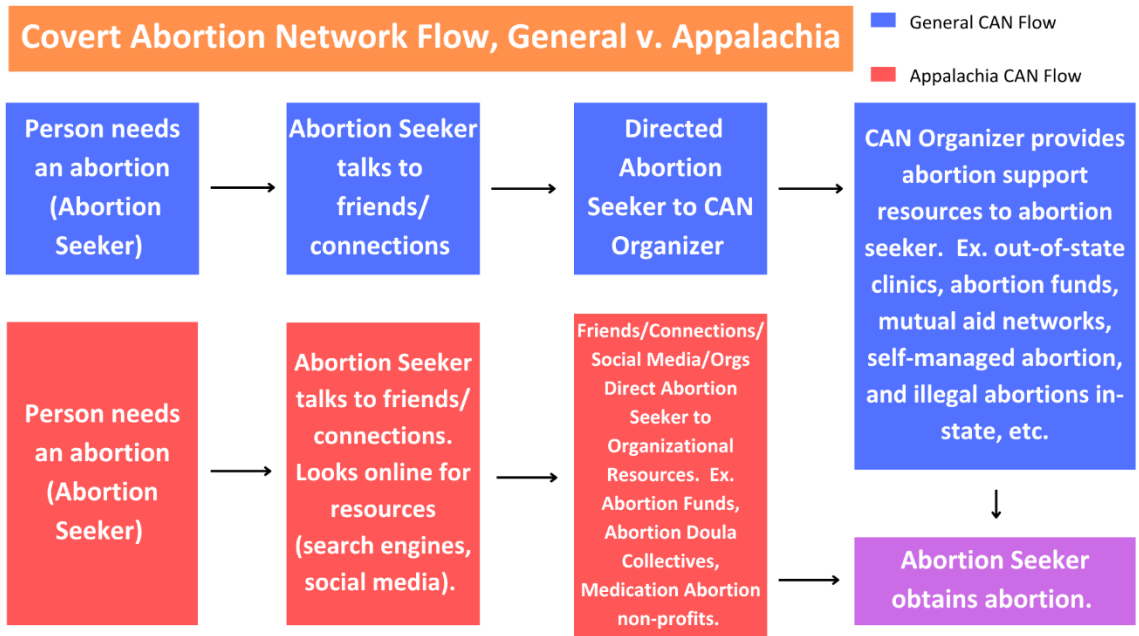 Covert Abortion Network Flow, General v. Appalachia
General CAN Flow
Appalachia CAN Flow
Person needs
an abortion
(Abortion
Seeker)
Abortion Seeker
talks to
friends/
connections
Directed
Abortion
Seeker to CAN
Organizer
CAN Organizer provides
abortion support
resources to abortion
seeker. Ex. out-of-state
clinics, abortion funds,
mutual aid networks,
self-managed abortion,
and illegal abortions in-
state, etc.
Person needs
an abortion
(Abortion
Seeker)
Abortion Seeker
talks to friends/
connections.
Looks online for
resources
(search engines,
social media).
Friends/Connections/
Social Media/Orgs
Direct Abortion
Seeker to
Organizational
Resources. Ex.
Abortion Funds,
Abortion Doula
Collectives,
Medication Abortion
non-profits.
Abortion Seeker
obtains abortion.